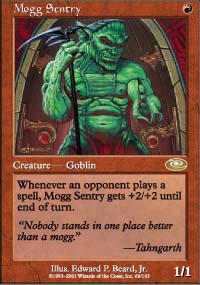 Mogg Sentry
Creature — Goblin
Whenever an opponent plays a
spell, Mogg Sentry gets +2/+2 until
end of turn.
"Nobody stands in one place better
than a mogg."
—Tahngarth
Illus. Edward P. Beard, Jr.
©1993–2001 Wizards of the Coast, Inc. 69/143
1/1